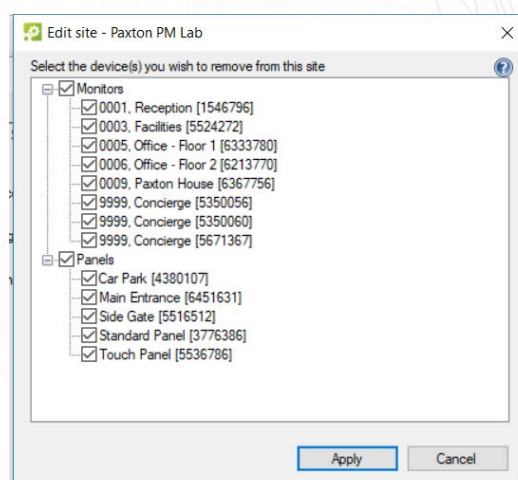 Edit site - Paxton PM Lab
Select the device(s) you wish to remove from this site
Monitors
0001, Reception [1546796]
0003, Facilities [5524272]
0005, Office - Floor 1 [6333780]
0006, Office - Floor 2 [6213770]
0009, Paxton House [6367756]
9999, Concierge [5350056]
9999, Concierge [5350060]
9999, Concierge [5671367]
Panels
Car Park [4380107]
Main Entrance [6451631]
Side Gate [5516512]
Standard Panel [3776386]
Touch Panel [5536786]
Apply Cancel